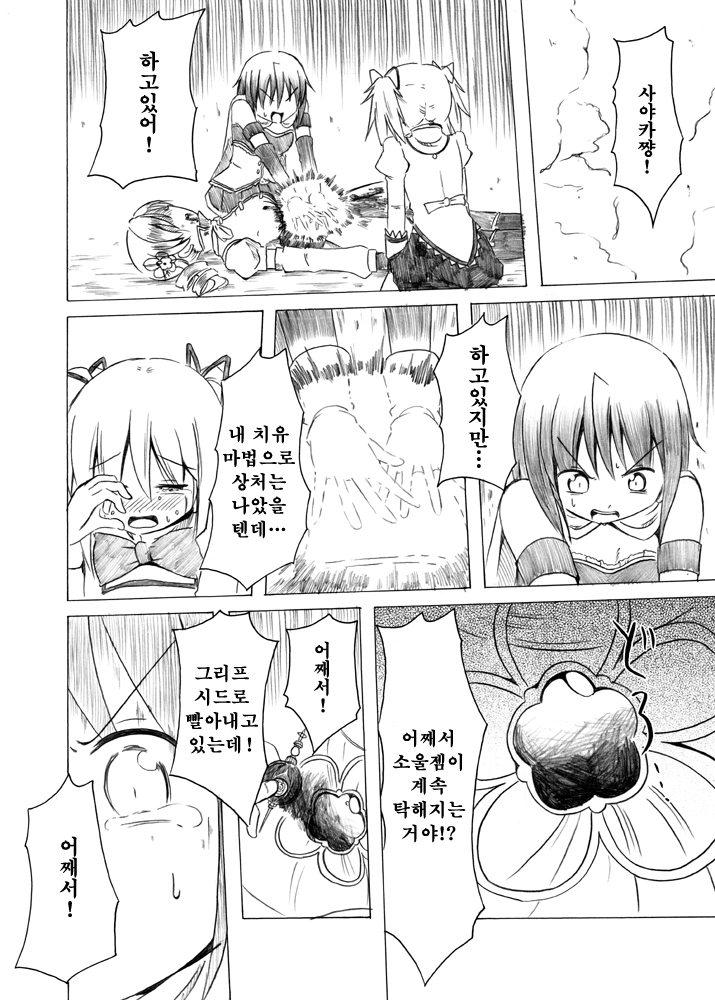 사야카쨩!
하고있어!
하고있지만…
내 치유
마법으로
상처는
나았을
텐데…
어째서
소울젬이
계속
탁해지는
거야!?
어째서!
그리프
시드로
빨아내고
있는데!
어째서!